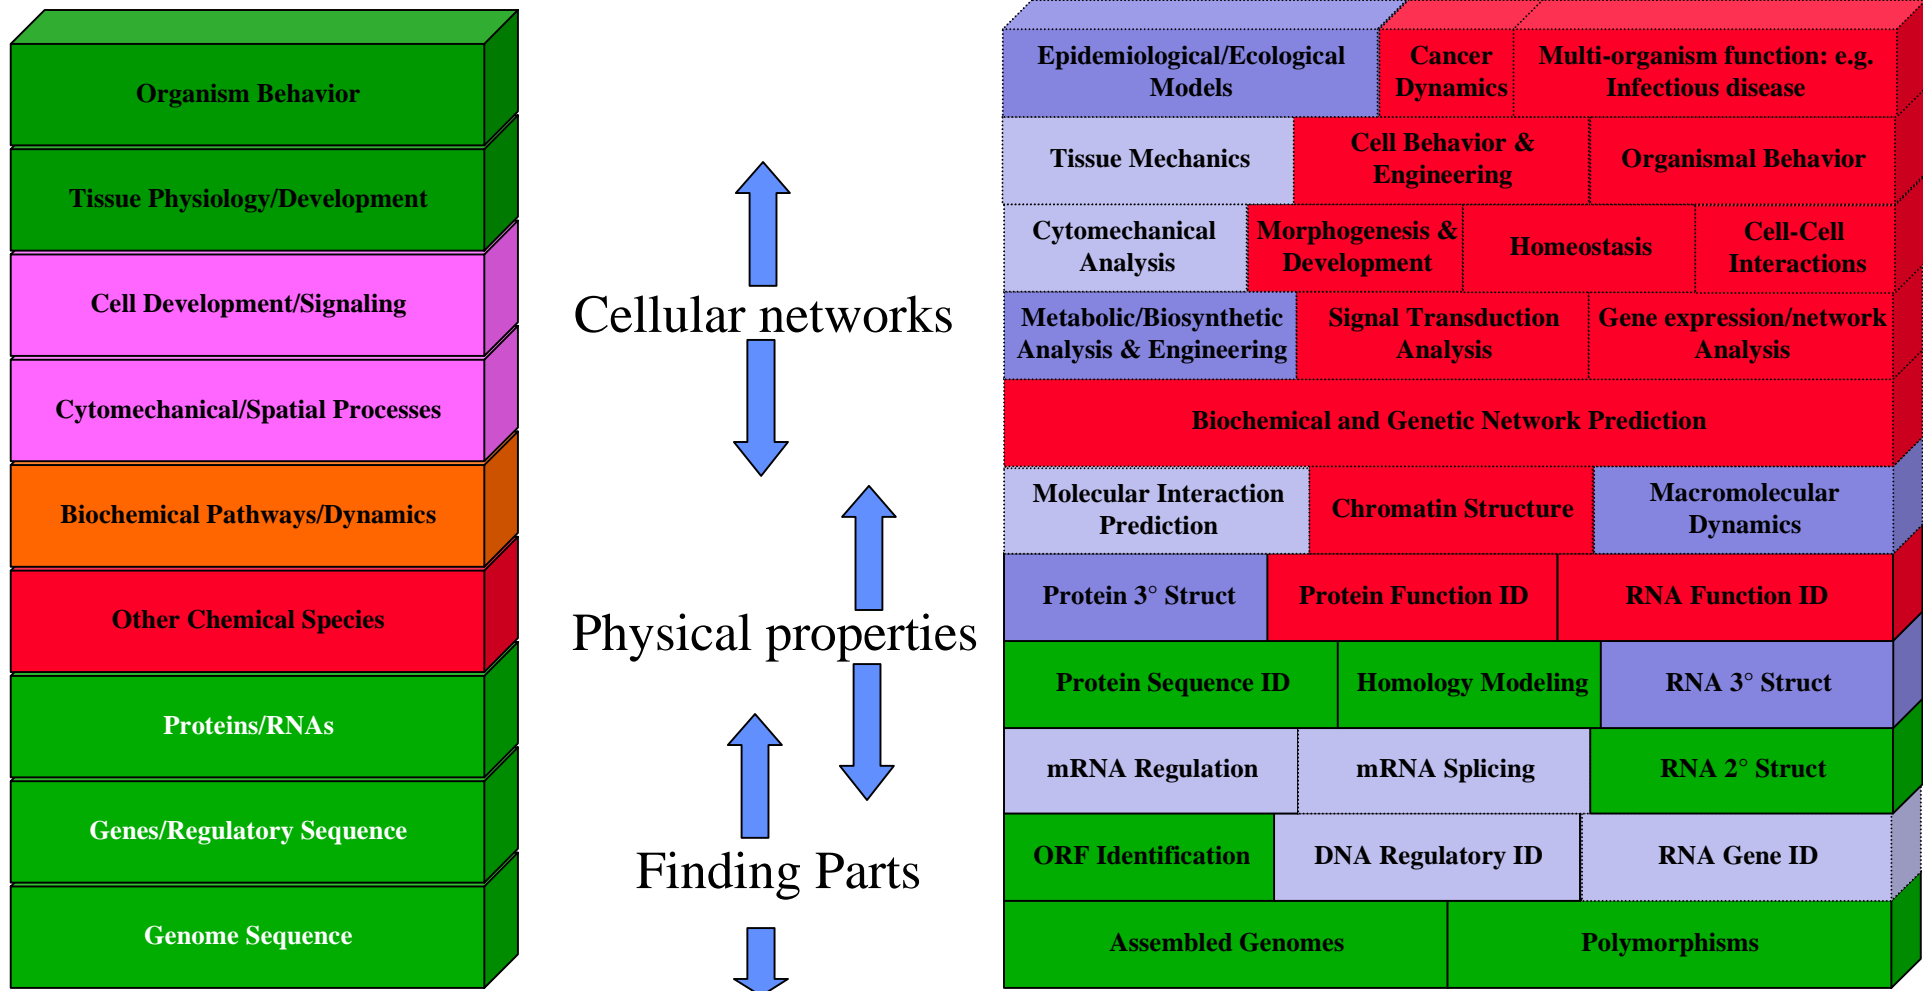 Organism Behavior
Tissue Physiology/Development
Cell Development/Signaling
Cytomechanical/Spatial Processes
Biochemical Pathways/Dynamics
Other Chemical Species
Proteins/RNAs
Genes/Regulatory Sequence
Genome Sequence
Cellular networks
Physical properties
Finding Parts
Epidemiological/Ecological
Models
Cancer
Dynamics
Multi-organism function: e.g.
Infectious disease
Tissue Mechanics
Cell Behavior &
Engineering
Organismal Behavior
Cytomechanical
Analysis
Morphogenesis &
Development
Homeostasis
Cell-Cell
Interactions
Metabolic/Biosynthetic
Analysis & Engineering
Signal Transduction
Analysis
Gene expression/network
Analysis
Biochemical and Genetic Network Prediction
Molecular Interaction
Prediction
Chromatin Structure
Macromolecular
Dynamics
Protein 3° Struct
Protein Function ID
RNA Function ID
Protein Sequence ID
Homology Modeling
RNA 3° Struct
mRNA Regulation
mRNA Splicing
RNA 2° Struct
ORF Identification
DNA Regulatory ID
RNA Gene ID
Assembled Genomes
Polymorphisms